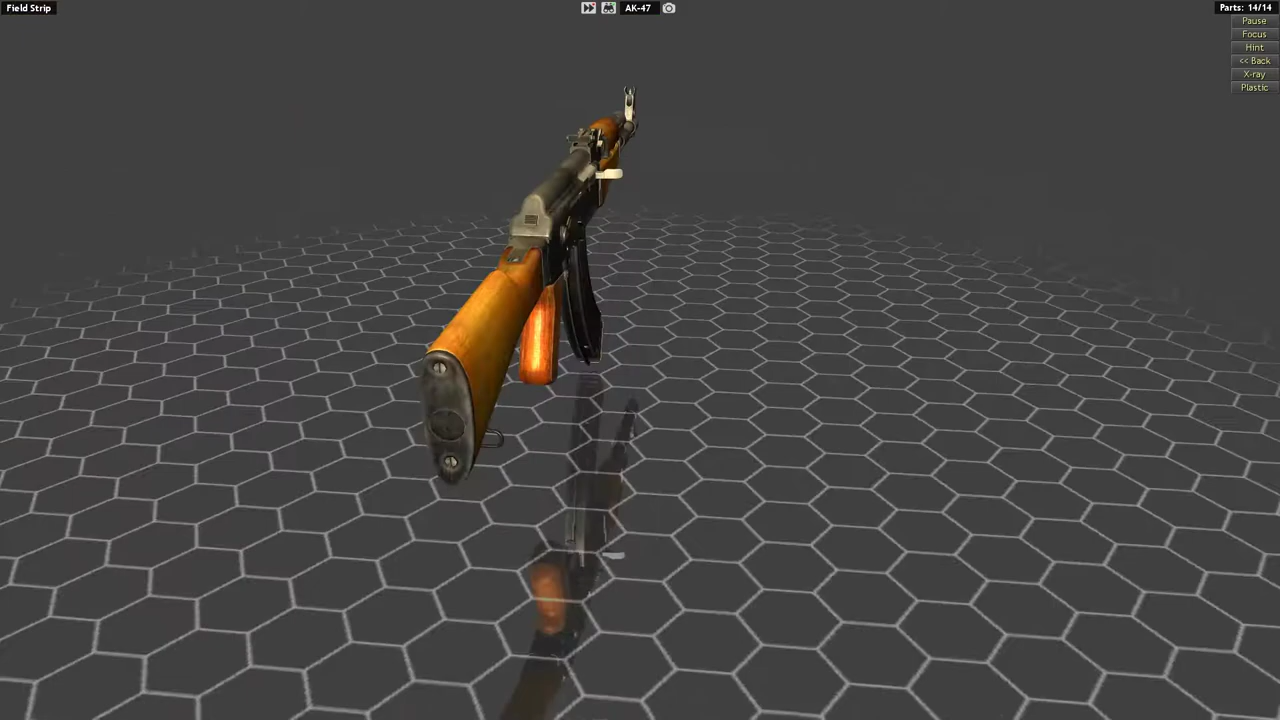 Field Strip
AK-47
Parts: 14/14
Pause
Focus
Hint
<< Back
X-ray
Plastic